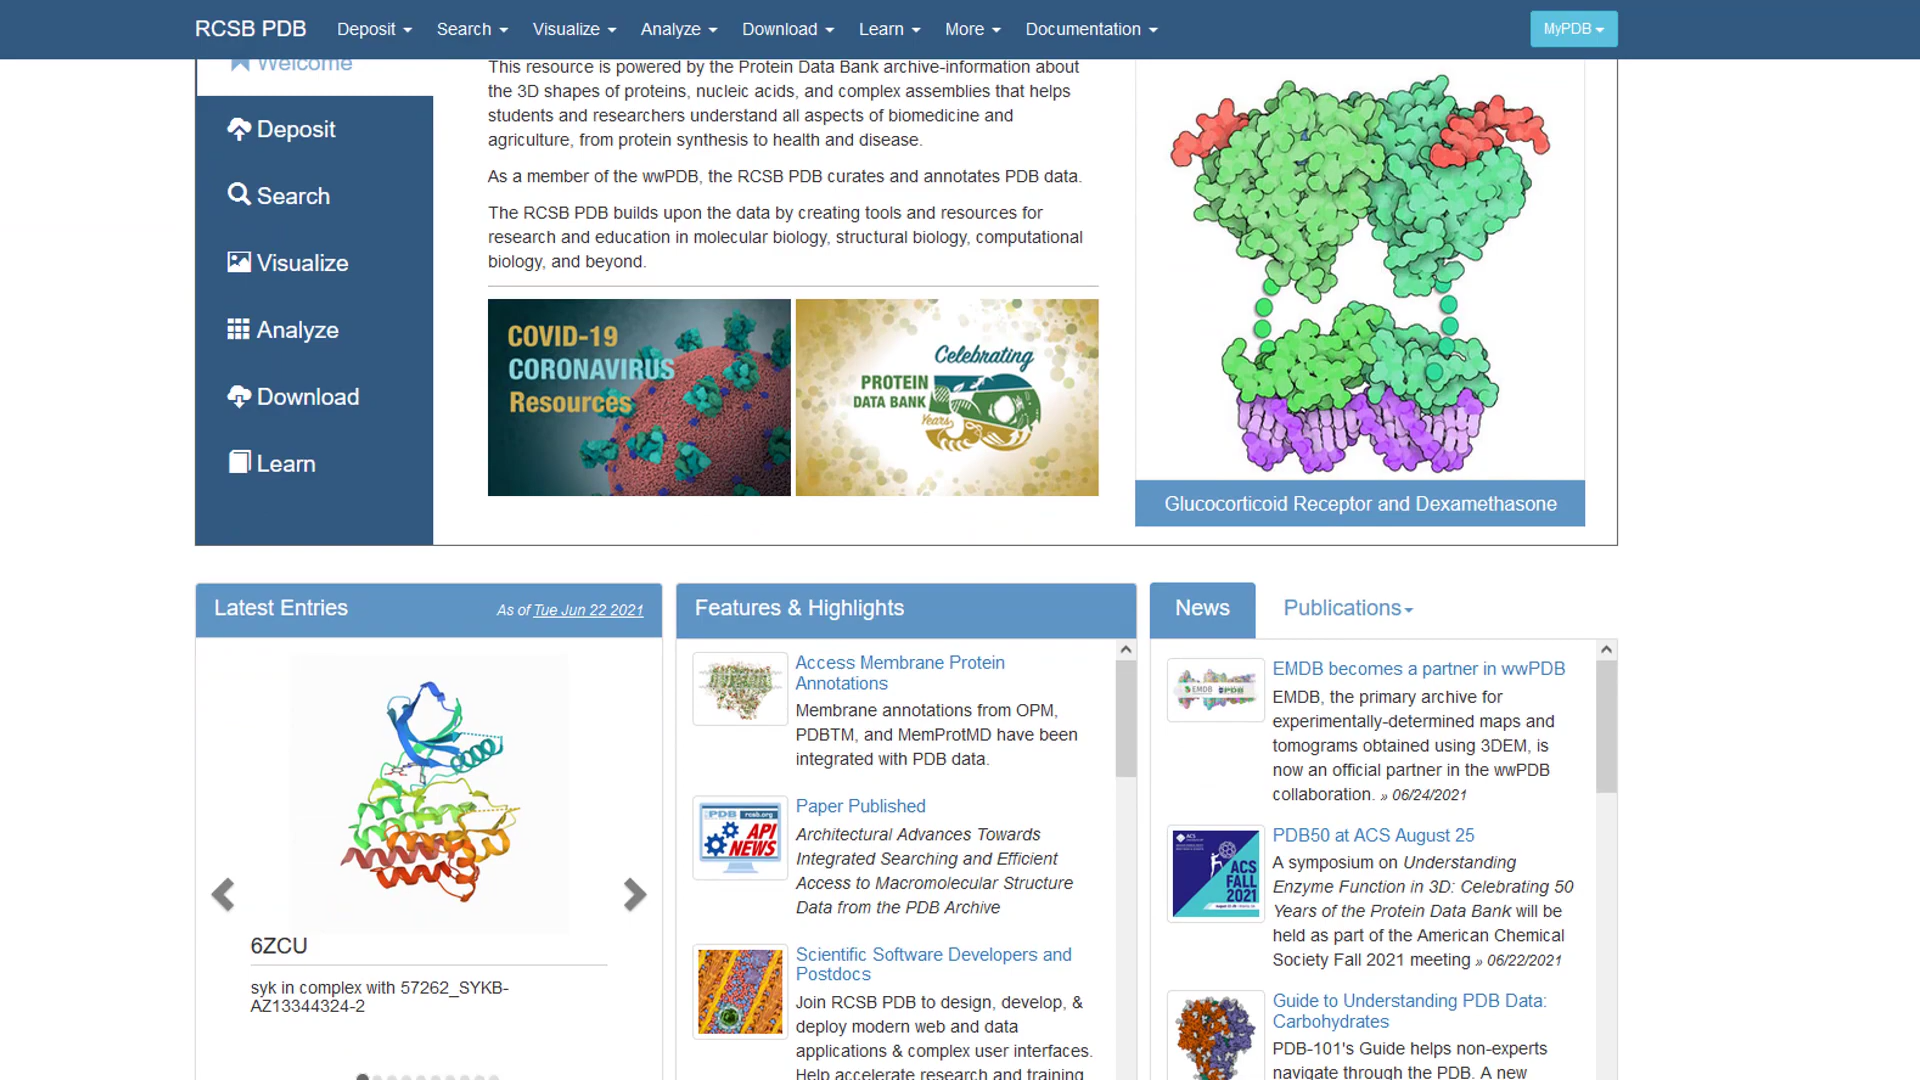 RCSB PDB Deposit Search Visualize Analyze Download Learn More Documentation MyPDB
Welcome
Deposit
Search
Visualize
Analyze
Download
Learn
This resource is powered by the Protein Data Bank archive-information about
the 3D shapes of proteins, nucleic acids, and complex assemblies that helps
students and researchers understand all aspects of biomedicine and
agriculture, from protein synthesis to health and disease.
As a member of the wwPDB, the RCSB PDB curates and annotates PDB data.
The RCSB PDB builds upon the data by creating tools and resources for
research and education in molecular biology, structural biology, computational
biology, and beyond.
COVID-19
CORONAVIRUS
Resources
Celebrating
PROTEIN
DATA BANK
Years
50
Glucocorticoid Receptor and Dexamethasone
Latest Entries As of Tue Jun 22 2021
6ZCU
syk in complex with 57262_SYKB-
AZ13344324-2
Features & Highlights
Access Membrane Protein
Annotations
Membrane annotations from OPM,
PDBTM, and MemProtMD have been
integrated with PDB data.
PDB rcsb.org
API
NEWS
Paper Published
Architectural Advances Towards
Integrated Searching and Efficient
Access to Macromolecular Structure
Data from the PDB Archive
Scientific Software Developers and
Postdocs
Join RCSB PDB to design, develop, &
deploy modern web and data
applications & complex user interfaces.
Help accelerate research and training
News Publications
EMDB PDB
EMDB becomes a partner in wwPDB
EMDB, the primary archive for
experimentally-determined maps and
tomograms obtained using 3DEM, is
now an official partner in the wwPDB
collaboration. » 06/24/2021
ACS
ACS
FALL
2021
PDB50 at ACS August 25
A symposium on Understanding
Enzyme Function in 3D: Celebrating 50
Years of the Protein Data Bank will be
held as part of the American Chemical
Society Fall 2021 meeting » 06/22/2021
Guide to Understanding PDB Data:
Carbohydrates
PDB-101's Guide helps non-experts
navigate through the PDB. A new